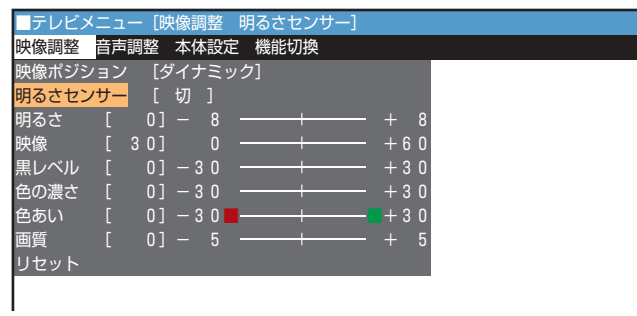 ■テレビメニュー [映像調整 明るさセンサー]
映像調整 音声調整 本体設定 機能切換
映像ポジション [ダイナミック]
明るさセンサー [ 切 ]
明るさ [ 0] － 8 ＋ 8
映像 [ 30] 0 ＋60
黒レベル [ 0] －30 ＋30
色の濃さ [ 0] －30 ＋30
色あい [ 0] －30 ＋30
画質 [ 0] － 5 ＋ 5
リセット